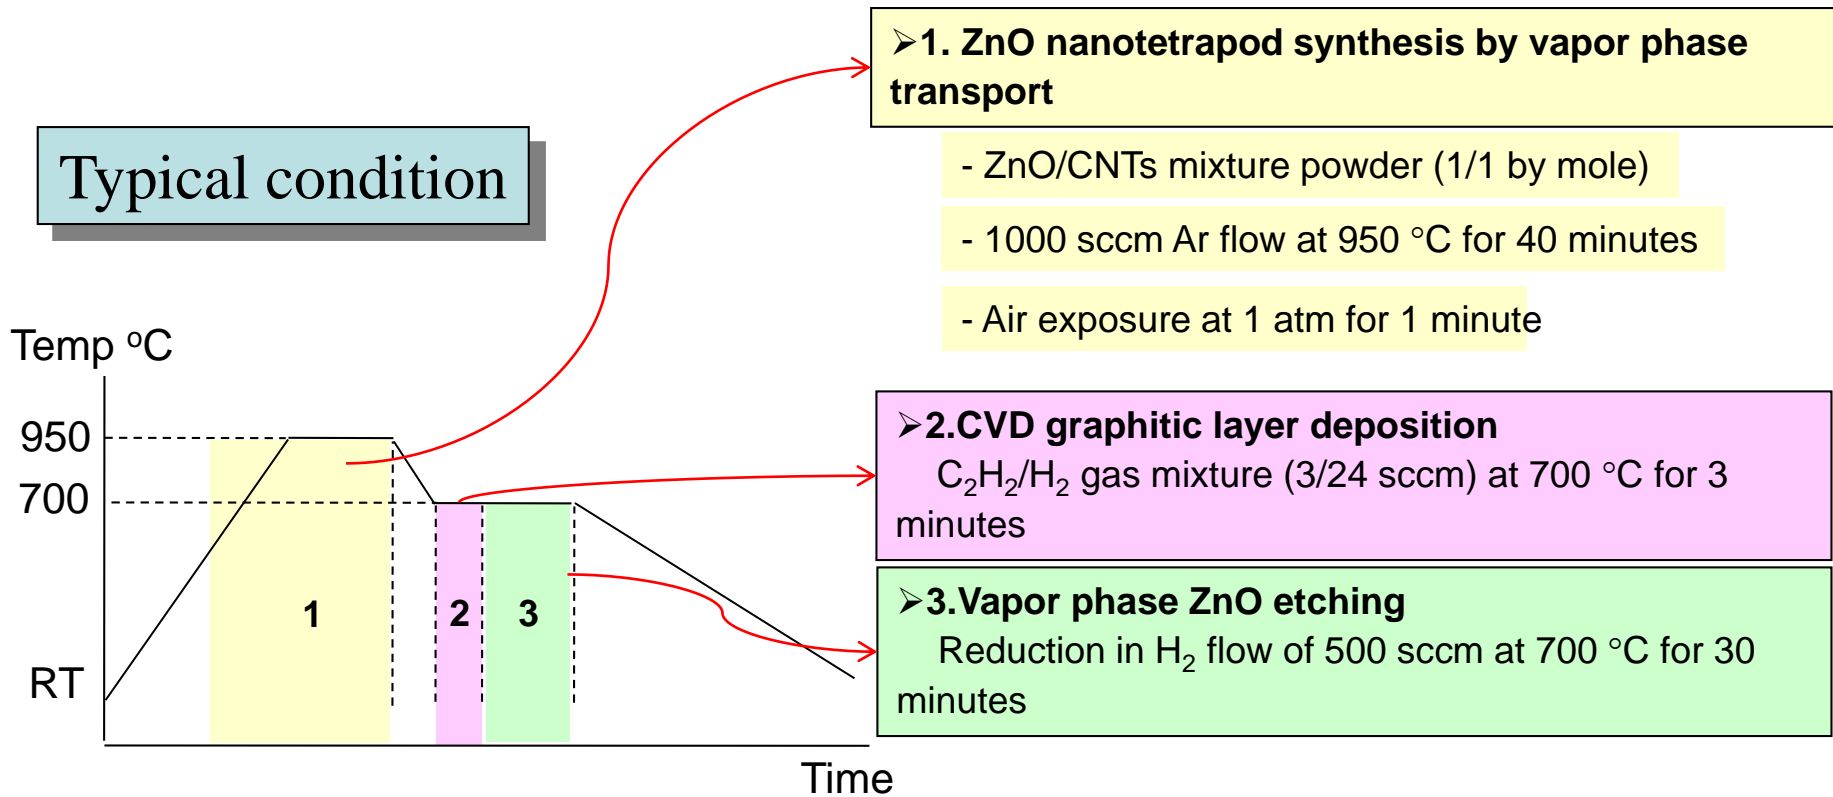 ➢1. ZnO nanotetrapod synthesis by vapor phase
transport
Typical condition
- ZnO/CNTs mixture powder (1/1 by mole)
- 1000 sccm Ar flow at 950 °C for 40 minutes
- Air exposure at 1 atm for 1 minute
Temp °C
950
700
RT
1
2
3
Time
➢2.CVD graphitic layer deposition
C₂H₂/H₂ gas mixture (3/24 sccm) at 700 °C for 3
minutes
➢3.Vapor phase ZnO etching
Reduction in H₂ flow of 500 sccm at 700 °C for 30
minutes